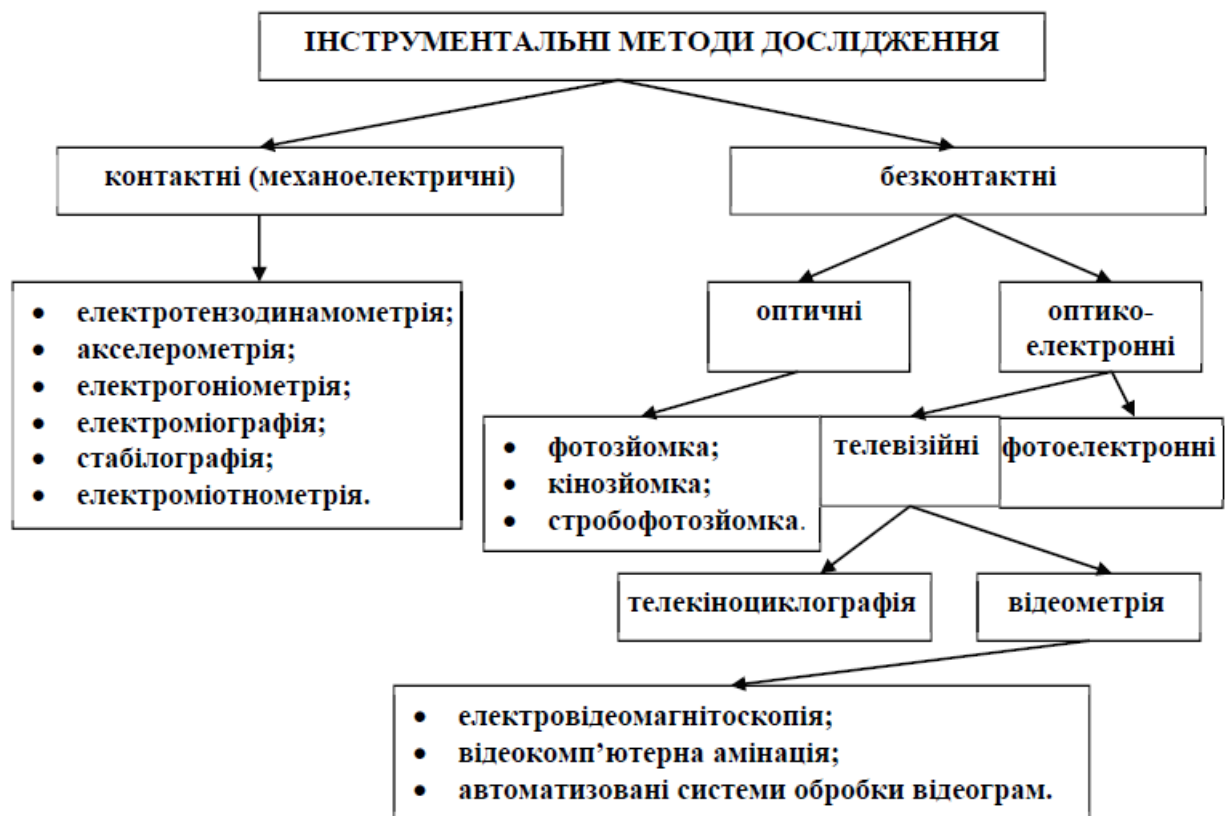 ІНСТРУМЕНТАЛЬНІ МЕТОДИ ДОСЛІДЖЕННЯ
контактні (механоелектричні)
безконтактні
• електротензодинамометрія;
• акселерометрія;
• електрогоніометрія;
• електроміографія;
• стабілографія;
• електроміотнометрія.
оптичні
оптико-
електронні
• фотозйомка;
• кінозйомка;
• стробофотозйомка.
телевізійні
фотоелектронні
телекіноциклографія
відеометрія
• електровідеомагнітоскопія;
• відеокомп’ютерна амінація;
• автоматизовані системи обробки відеограм.